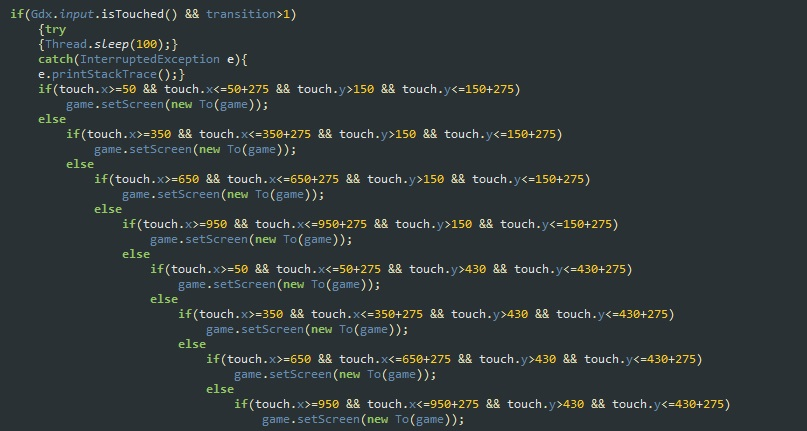 if(Gdx.input.isTouched() && transition>1)
{try
{Thread.sleep(100);}
catch(InterruptedException e){
e.printStackTrace();}
if(touch.x>=50 && touch.x<=50+275 && touch.y>150 && touch.y<=150+275)
game.setScreen(new To(game));
else
if(touch.x>=350 && touch.x<=350+275 && touch.y>150 && touch.y<=150+275)
game.setScreen(new To(game));
else
if(touch.x>=650 && touch.x<=650+275 && touch.y>150 && touch.y<=150+275)
game.setScreen(new To(game));
else
if(touch.x>=950 && touch.x<=950+275 && touch.y>150 && touch.y<=150+275)
game.setScreen(new To(game));
else
if(touch.x>=50 && touch.x<=50+275 && touch.y>430 && touch.y<=430+275)
game.setScreen(new To(game));
else
if(touch.x>=350 && touch.x<=350+275 && touch.y>430 && touch.y<=430+275)
game.setScreen(new To(game));
else
if(touch.x>=650 && touch.x<=650+275 && touch.y>430 && touch.y<=430+275)
game.setScreen(new To(game));
else
if(touch.x>=950 && touch.x<=950+275 && touch.y>430 && touch.y<=430+275)
game.setScreen(new To(game));